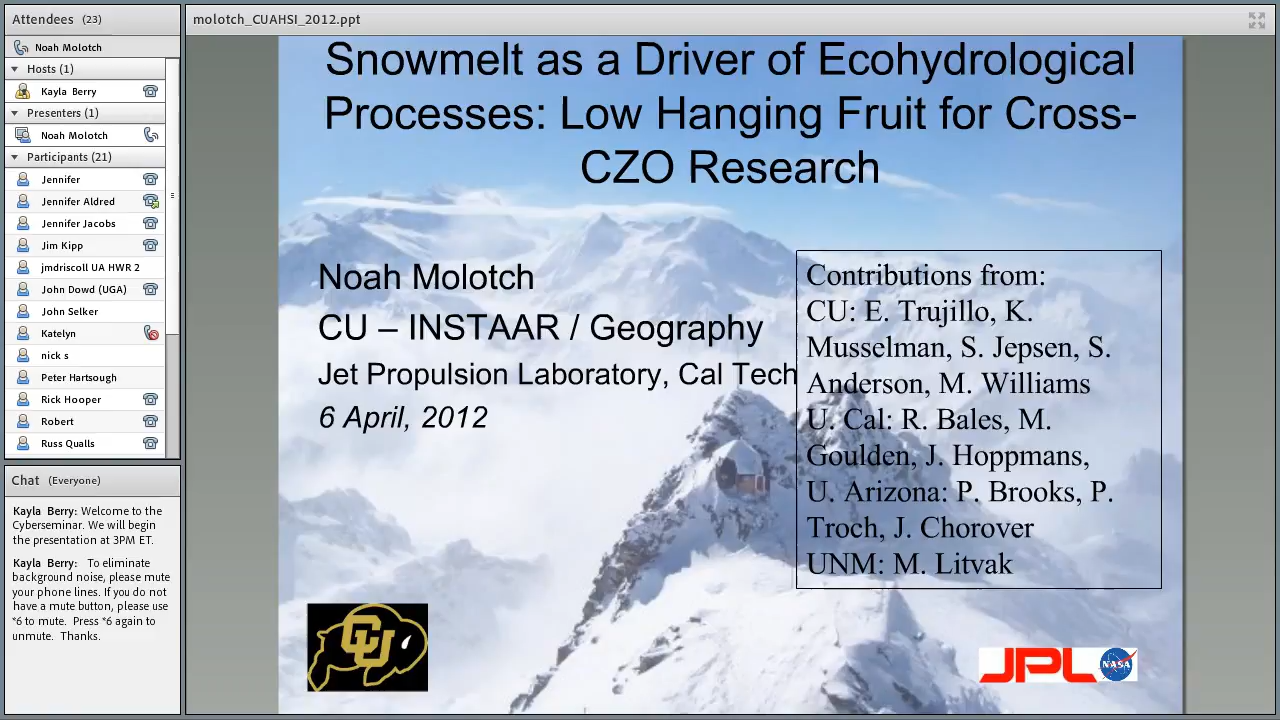 Attendees (23)
Noah Molotch
Hosts (1)
Kayla Berry
Presenters (1)
Noah Molotch
Participants (21)
Jennifer
Jennifer Aldred
Jennifer Jacobs
Jim Kipp
jmdriscoll UA HWR 2
John Dowd (UGA)
John Selker
Katelyn
nick s
Peter Hartsough
Rick Hooper
Robert
Russ Qualls
Chat (Everyone)
Kayla Berry: Welcome to the
Cyberseminar. We will begin
the presentation at 3PM ET.
Kayla Berry: To eliminate
background noise, please mute
your phone lines. If you do not
have a mute button, please use
*6 to mute. Press *6 again to
unmute. Thanks.
molotch_CUAHSI_2012.ppt
Snowmelt as a Driver of Ecohydrological
Processes: Low Hanging Fruit for Cross-
CZO Research
Noah Molotch
CU – INSTAAR / Geography
Jet Propulsion Laboratory, Cal Tech
6 April, 2012
Contributions from:
CU: E. Trujillo, K.
Musselman, S. Jepsen, S.
Anderson, M. Williams
U. Cal: R. Bales, M.
Goulden, J. Hoppmans,
U. Arizona: P. Brooks, P.
Troch, J. Chorover
UNM: M. Litvak
CU
JPL NASA